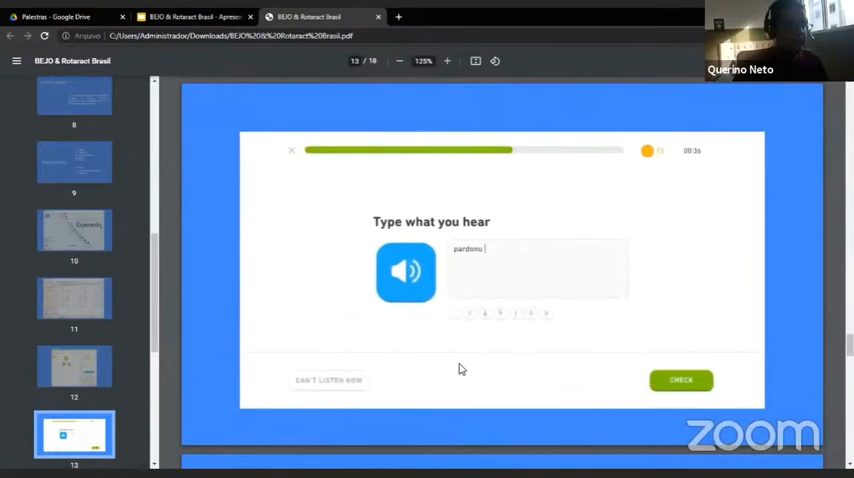 Palestras - Google Drive
BEJO & Rotaract Brasil - Apresen
BEJO & Rotaract Brasil
Arquivo
C:/Users/Administrador/Downloads/BEJO%20&%20Rotaract%20Brasil.pdf
BEJO & Rotaract Brasil
13 / 18
125%
Querino Neto
8
9
10
11
12
13
00:36
Type what you hear
pardonu
CAN'T LISTEN NOW
CHECK
zoom